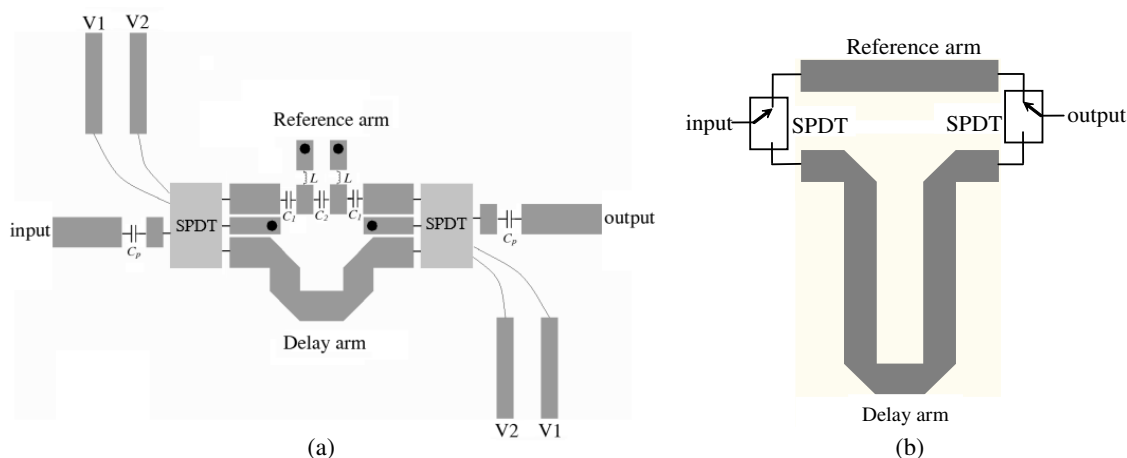 V1 V2
Reference arm
L L
C1 C2 C1
SPDT SPDT
input output
Cp Cp
Delay arm
V2 V1
(a)
Reference arm
input SPDT SPDT output
Delay arm
(b)